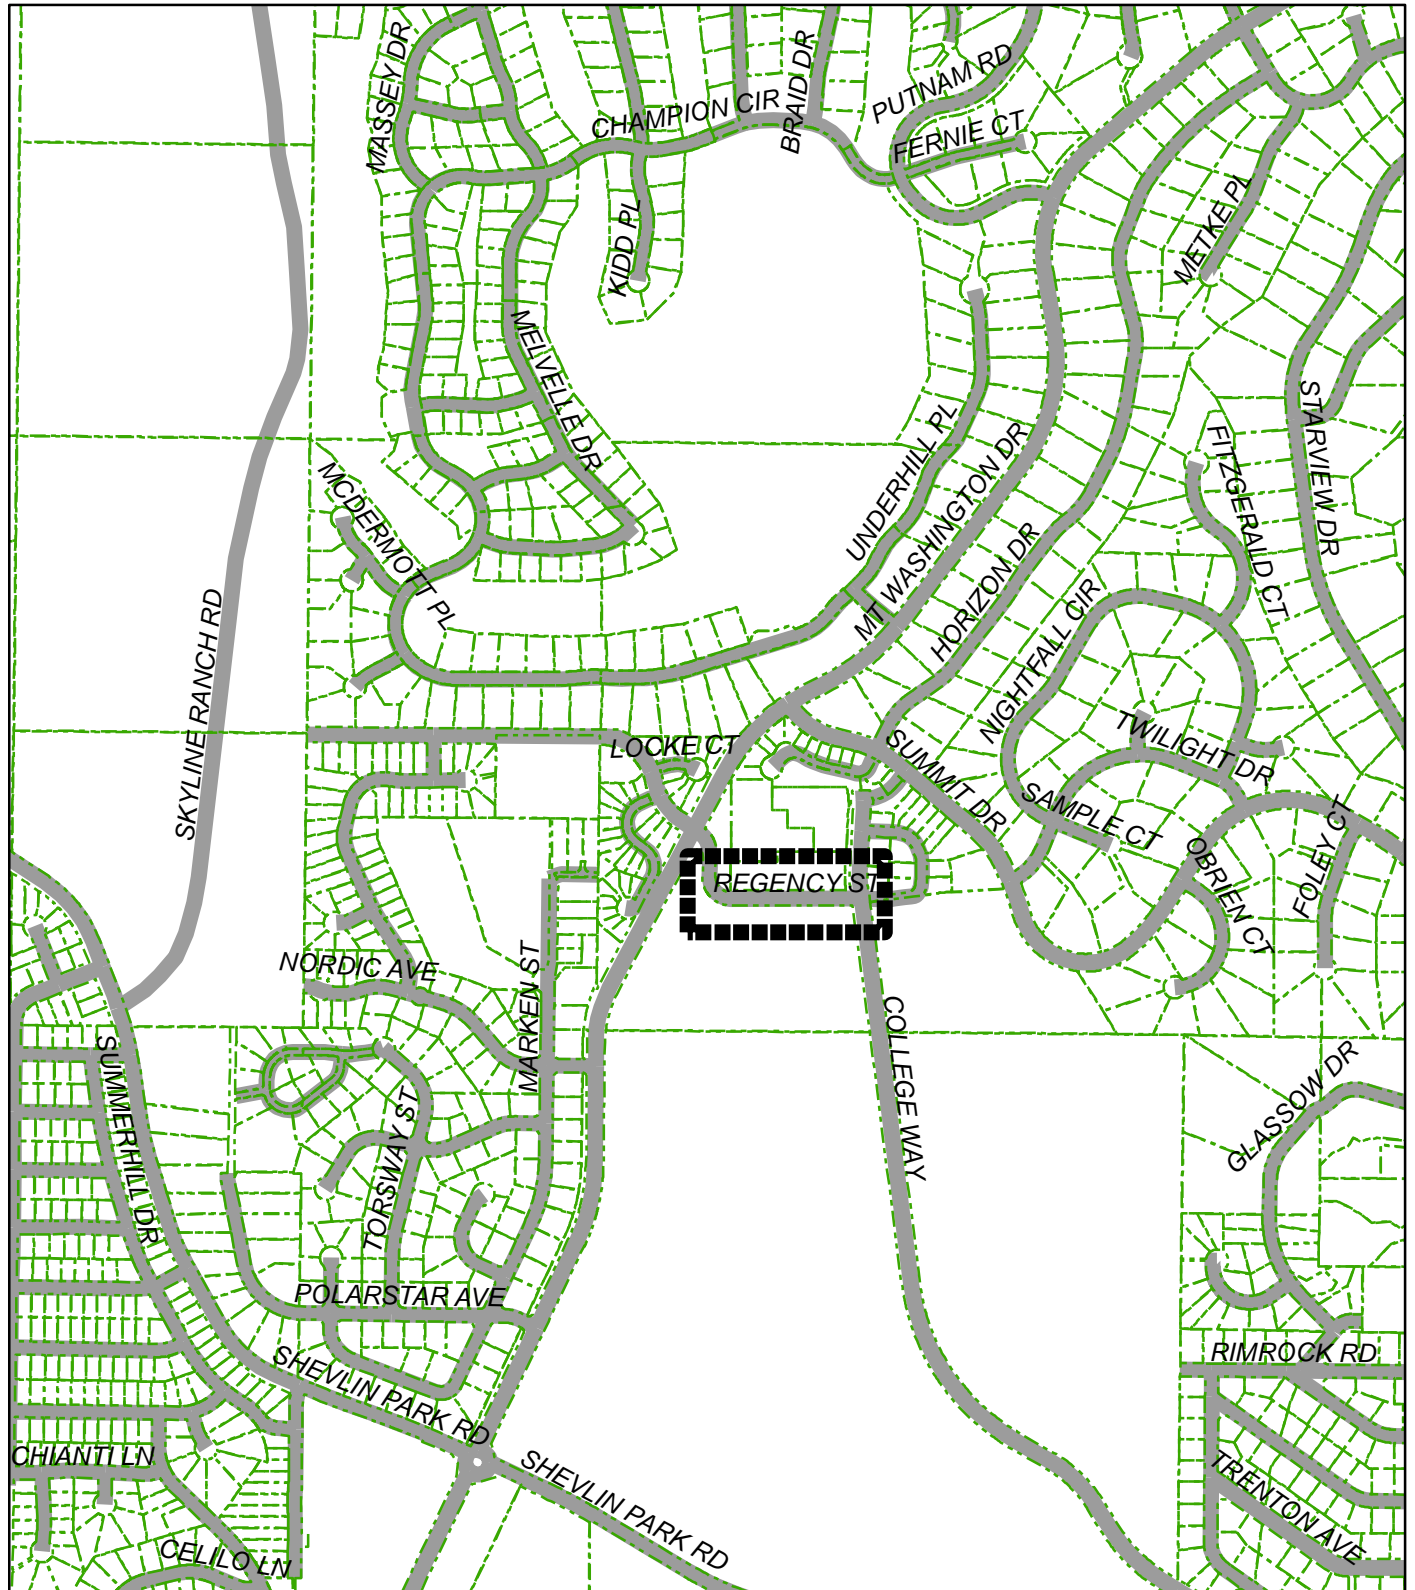 MASSEY DR
CHAMPION CIR
BRAID DR
PUTNAM RD
FERNIE CT
KIDD PL
METKE PL
MELVELLE DR
MCDERMOTT PL
UNDERHILL PL
MT WASHINGTON DR
HORIZON DR
FITZGERALD CT
STARVIEW DR
SKYLINE RANCH RD
NIGHTFALL CIR
LOCKE CT
SUMMIT DR
TWILIGHT DR
SAMPLE CT
OBRIEN CT
FOLEY CT
REGENCY ST
NORDIC AVE
MARKEN ST
COLLEGE WAY
SUMMERHILL DR
TORSWAY ST
GLASSOW DR
POLARSTAR AVE
SHEVLIN PARK RD
RIMROCK RD
CHIANTI LN
SHEVLIN PARK RD
TRENTON AVE
CELILO LN